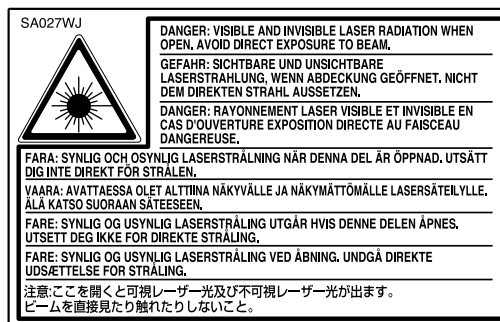 SA027WJ
DANGER: VISIBLE AND INVISIBLE LASER RADIATION WHEN
OPEN. AVOID DIRECT EXPOSURE TO BEAM.
GEFAHR: SICHTBARE UND UNSICHTBARE
LASERSTRAHLUNG, WENN ABDECKUNG GEÖFFNET. NICHT
DEM DIREKTEN STRAHL AUSSETZEN.
DANGER: RAYONNEMENT LASER VISIBLE ET INVISIBLE EN
CAS D'OUVERTURE EXPOSITION DIRECTE AU FAISCEAU
DANGEREUSE.
FARA: SYNLIG OCH OSYNLIG LASERSTRÅLNING NÄR DENNA DEL ÄR ÖPPNAD. UTSÄTT
DIG INTE DIREKT FÖR STRÅLEN.
VAARA: AVATTAESSA OLET ALTTIINA NÄKYVÄLLE JA NÄKYMÄTTÖMÄLLE LASERSÄTEILYLLE.
ÄLÄ KATSO SUORAAN SÄTEESEEN.
FARE: SYNLIG OG USYNLIG LASERSTRÅLING UTGÅR HVIS DENNE DELEN ÅPNES.
UTSETT DEG IKKE FOR DIREKTE STRÅLING.
FARE: SYNLIG OG USYNLIG LASERSTRÅLING VED ÅBNING. UNDGÅ DIREKTE
UDSÆTTELSE FOR STRÅLING.
注意:ここを開くと可視レーザー光及び不可視レーザー光が出ます。
ビームを直接見たり触れたりしないこと。